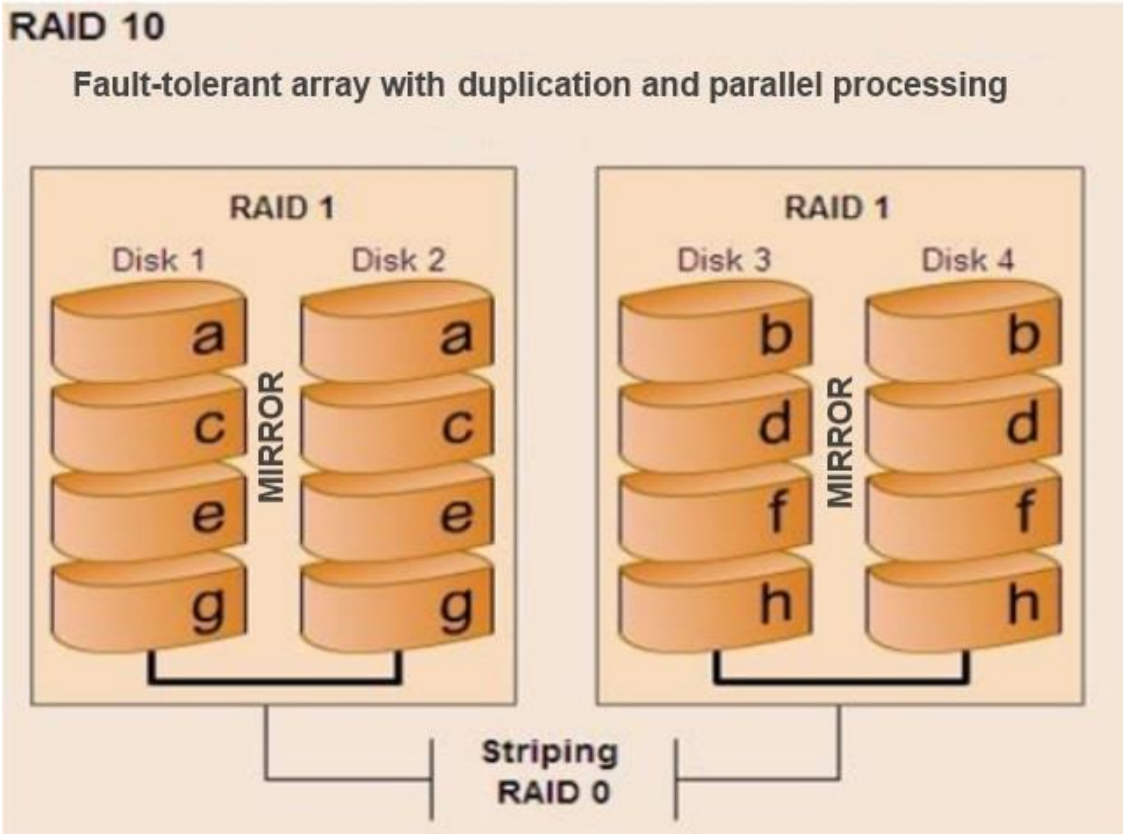 RAID 10
Fault-tolerant array with duplication and parallel processing
RAID 1
Disk 1 Disk 2
a a
c c
e e
g g
MIRROR
RAID 1
Disk 3 Disk 4
b b
d d
f f
h h
MIRROR
Striping
RAID 0